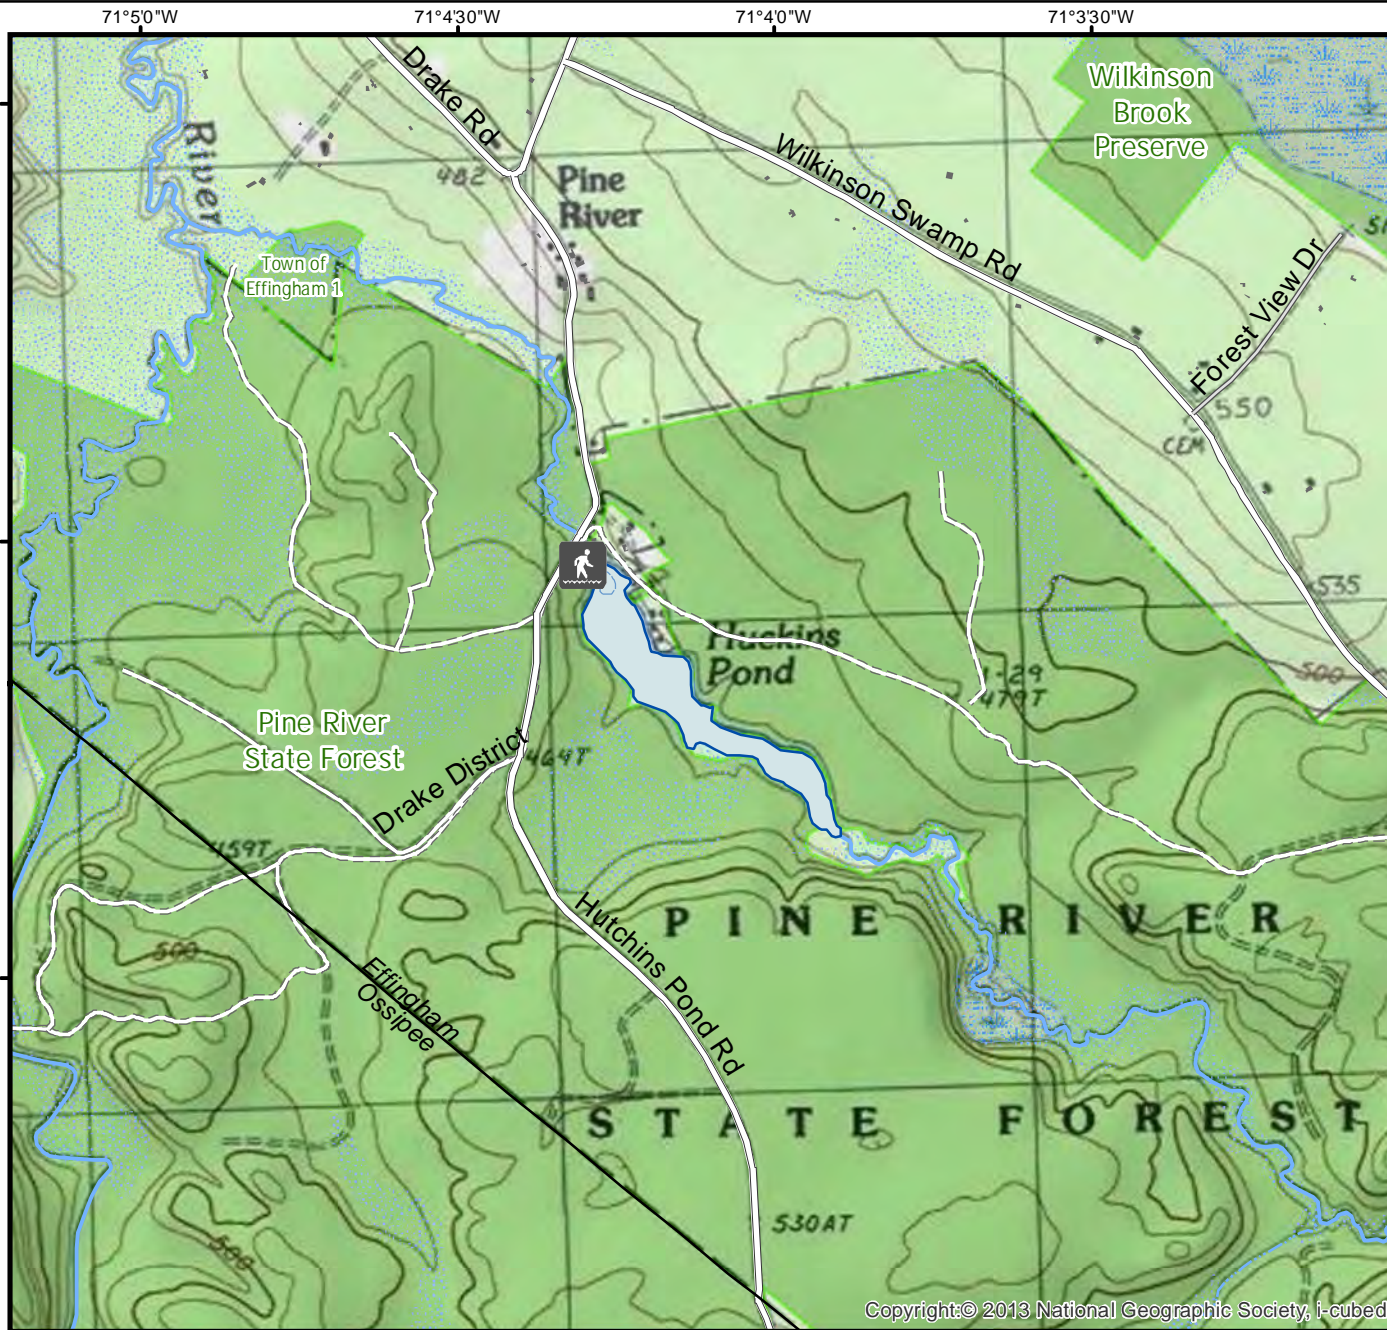 71°5'0"W
71°4'30"W
71°4'0"W
71°3'30"W
Drake Rd
River
482
Pine
River
Wilkinson Swamp Rd
Wilkinson
Brook
Preserve
Forest View Dr
Town of
Effingham 1
550
CEM
535
500
Huckins
Pond
479T
Pine River
State Forest
Drake District
464T
459T
500
Effingham
Ossipee
Hutchins Pond Rd
PINE RIVER
STATE FOREST
530AT
500
Copyright:© 2013 National Geographic Society, i-cubed